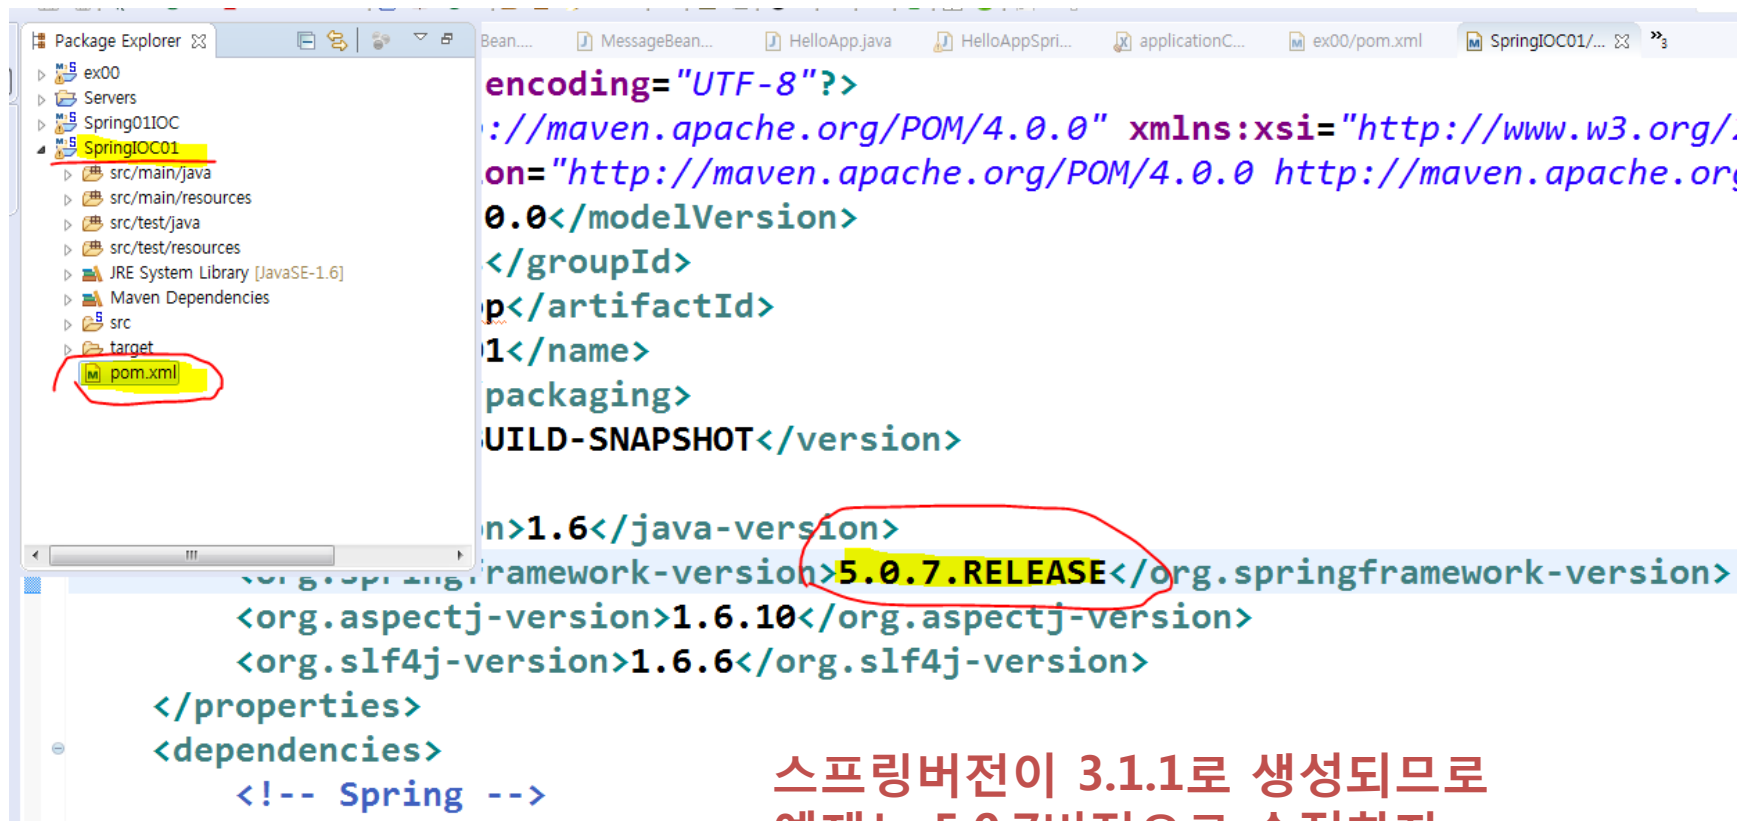 Package Explorer
ex00
Servers
Spring01IOC
SpringIOC01
src/main/java
src/main/resources
src/test/java
src/test/resources
JRE System Library [JavaSE-1.6]
Maven Dependencies
src
target
pom.xml
Bean....
MessageBean...
HelloApp.java
HelloAppSpri...
applicationC...
ex00/pom.xml
SpringIOC01/...
»3
encoding="UTF-8"?>
://maven.apache.org/POM/4.0.0" xmlns:xsi="http://www.w3.org/
on="http://maven.apache.org/POM/4.0.0 http://maven.apache.org
0.0</modelVersion>
</groupId>
p</artifactId>
1</name>
packaging>
UILD-SNAPSHOT</version>
n>1.6</java-version>
<org.springframework-version>5.0.7.RELEASE</org.springframework-version>
<org.aspectj-version>1.6.10</org.aspectj-version>
<org.slf4j-version>1.6.6</org.slf4j-version>
</properties>
<dependencies>
<!-- Spring -->
스프링버전이 3.1.1로 생성되므로